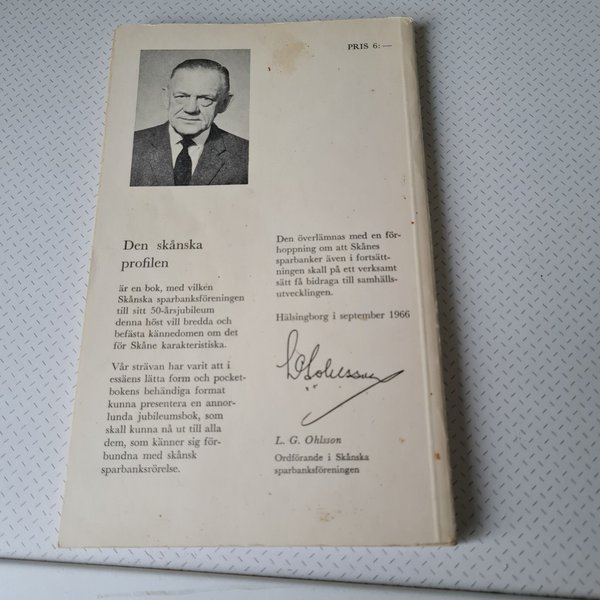 PRIS 6:—
Den skånska
profilen
är en bok, med vilken
Skånska sparbanksföreningen
till sitt 50-årsjubileum
denna höst vill bredda och
befästa kännedomen om det
för Skåne karakteristiska.
Vår strävan har varit att i
essäens lätta form och pocket-
bokens behändiga format
kunna presentera en annor-
lunda jubileumsbok, som
skall kunna nå ut till alla
dem, som känner sig för-
bundna med skånsk
sparbanksrörelse.
Den överlämnas med en för-
hoppning om att Skånes
sparbanker även i fortsätt-
ningen skall på ett verksamt
sätt få bidraga till samhälls-
utvecklingen.
Hälsingborg i september 1966
LGOhlsson
L. G. Ohlsson
Ordförande i Skånska
sparbanksföreningen